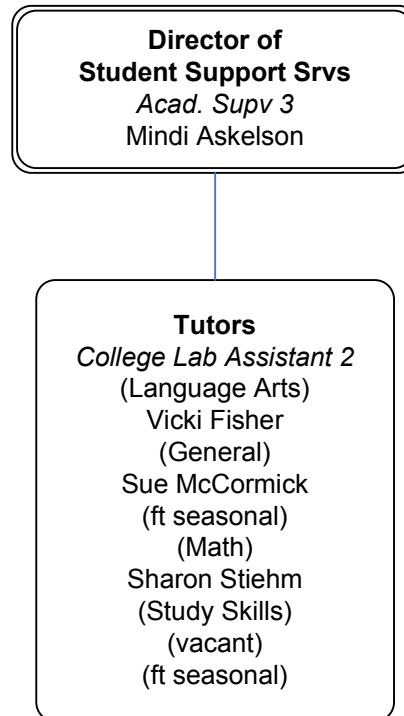 Director of
Student Support Srvs
Acad. Supv 3
Mindi Askelson
Tutors
College Lab Assistant 2
(Language Arts)
Vicki Fisher
(General)
Sue McCormick
(ft seasonal)
(Math)
Sharon Stiehm
(Study Skills)
(vacant)
(ft seasonal)